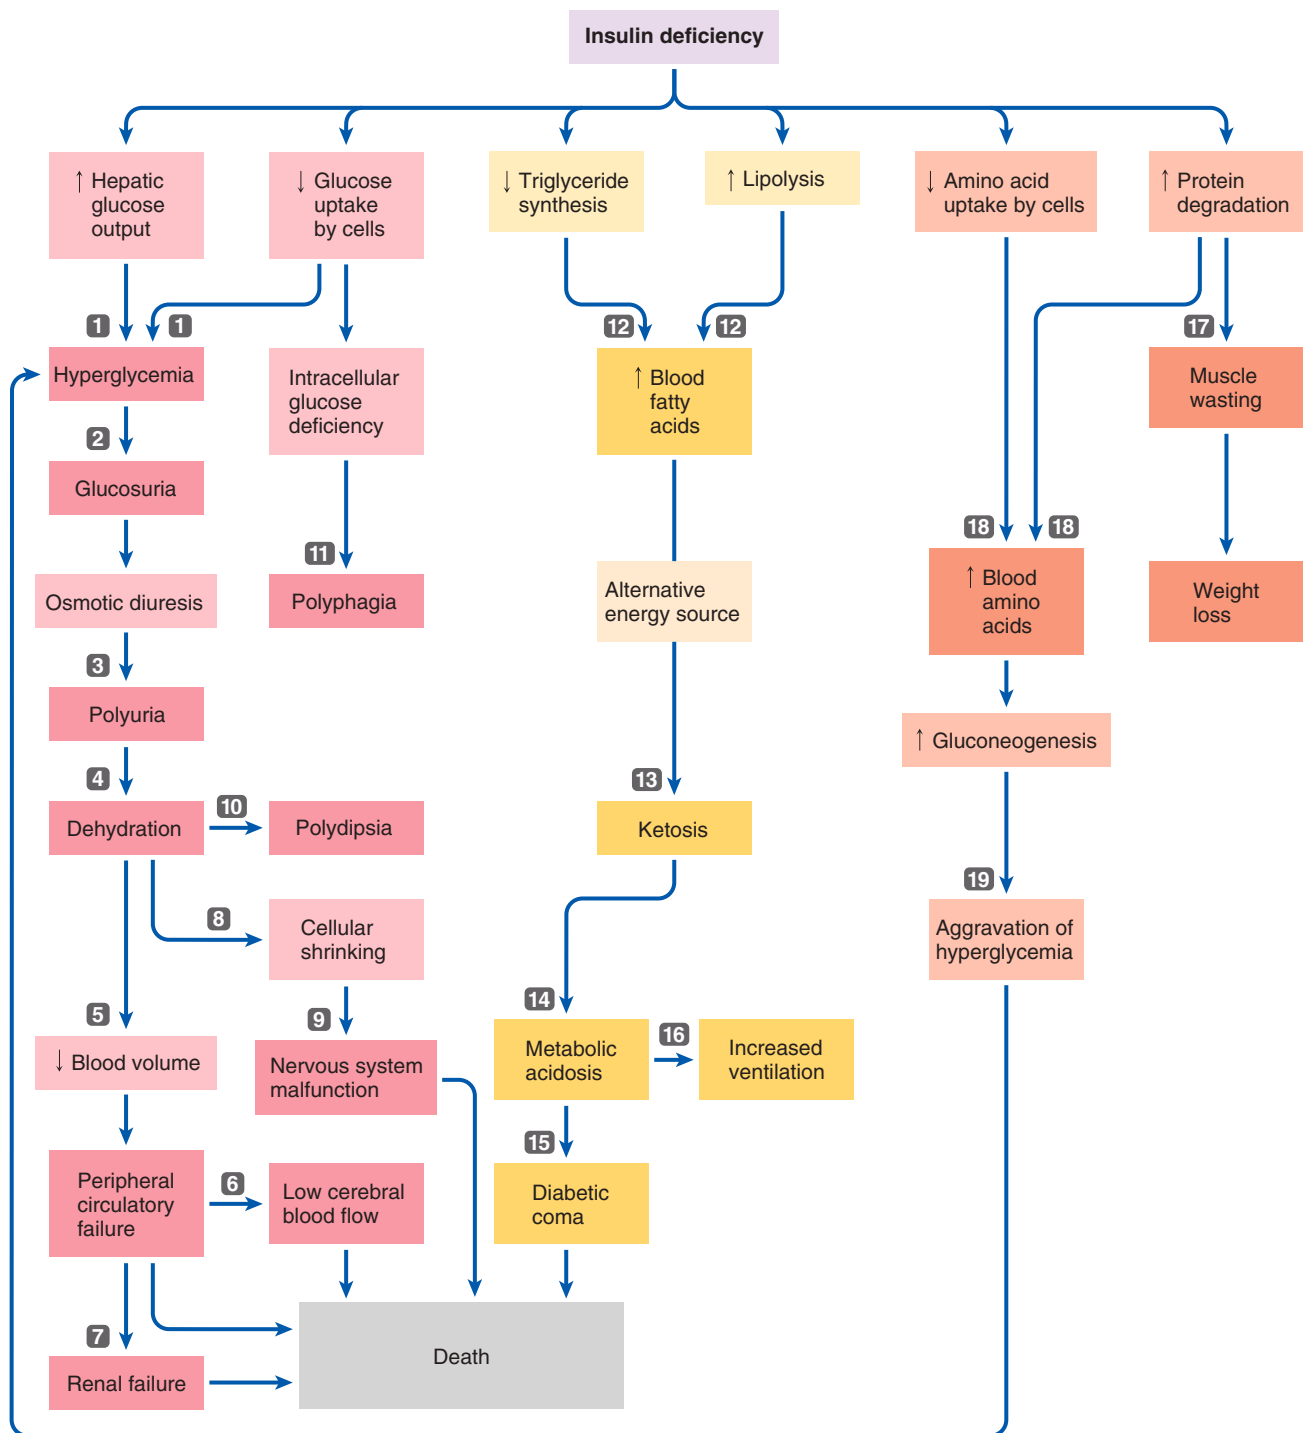 Insulin deficiency
↑ Hepatic
glucose
output
↓ Glucose
uptake
by cells
↓ Triglyceride
synthesis
↑ Lipolysis
↓ Amino acid
uptake by cells
↑ Protein
degradation
1
1
12
12
17
Hyperglycemia
Intracellular
glucose
deficiency
↑ Blood
fatty
acids
Muscle
wasting
2
Glucosuria
11
18
18
Osmotic diuresis
Polyphagia
Alternative
energy source
↑ Blood
amino
acids
Weight
loss
3
Polyuria
↑ Gluconeogenesis
4
10
13
Dehydration
Polydipsia
Ketosis
19
8
Cellular
shrinking
Aggravation of
hyperglycemia
5
9
14
16
↓ Blood volume
Nervous system
malfunction
Metabolic
acidosis
Increased
ventilation
15
Peripheral
circulatory
failure
6
Low cerebral
blood flow
Diabetic
coma
7
Renal failure
Death